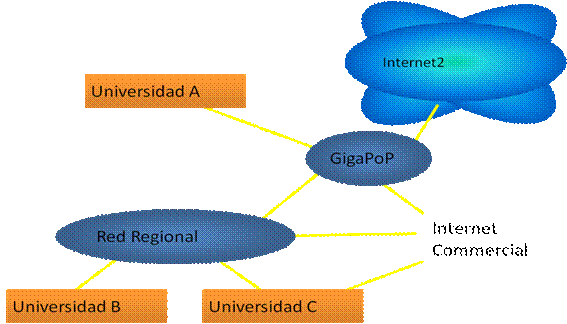 Internet2
Universidad A
GigaPoP
Red Regional
Internet
Commercial
Universidad B
Universidad C